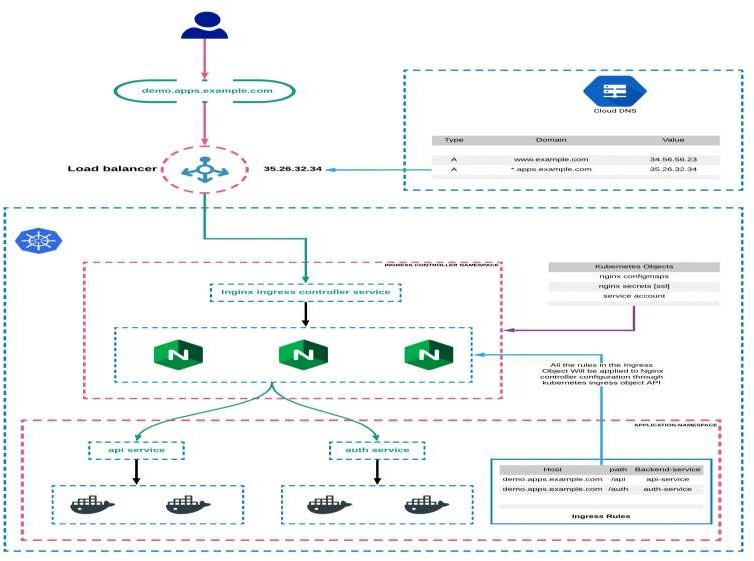 demo.apps.example.com
Cloud DNS
Type Domain Value
A www.example.com 34.56.56.23
A *.apps.example.com 35.26.32.34
Load balancer 35.26.32.34
INGRESS CONTROLLER NAMESPACE
Kubernetes Objects
nginx configmaps
nginx secrets [ssl]
service account
Inginx ingress controller service
N N N
All the rules in the Ingress
Object Will be applied to Nginx
controller configuration through
kubernetes ingress object API
APPLICATION NAMESPACE
api service auth service
Host path Backend-service
demo.apps.example.com /api api-service
demo.apps.example.com /auth auth-service
Ingress Rules